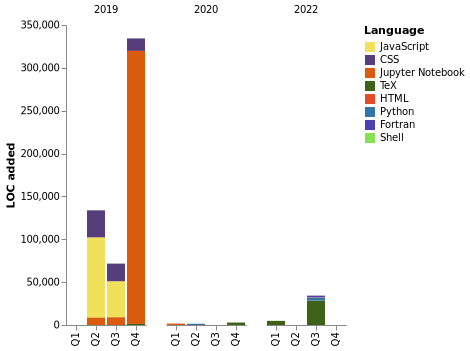 2019 2020 2022
350,000
300,000
250,000
200,000
150,000
100,000
50,000
0
LOC added
Q1 Q2 Q3 Q4 Q1 Q2 Q3 Q4 Q1 Q2 Q3 Q4
Language
JavaScript
CSS
Jupyter Notebook
TeX
HTML
Python
Fortran
Shell